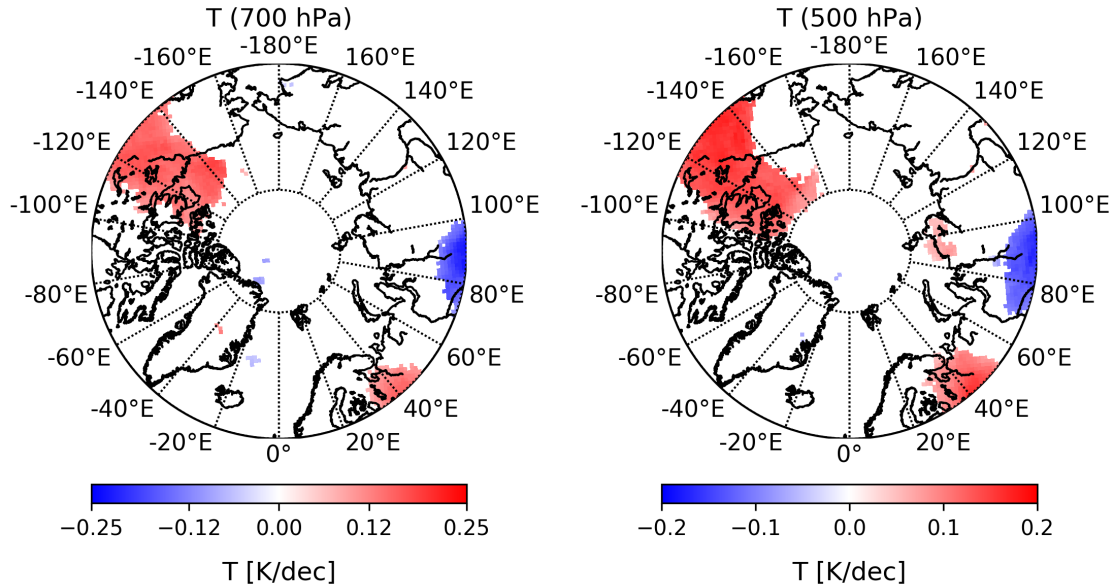 T (700 hPa)
-180°E
-160°E
160°E
-140°E
140°E
-120°E
120°E
-100°E
100°E
-80°E
80°E
-60°E
60°E
-40°E
40°E
-20°E
20°E
0°
−0.25
−0.12
0.00
0.12
0.25
T [K/dec]
T (500 hPa)
-180°E
-160°E
160°E
-140°E
140°E
-120°E
120°E
-100°E
100°E
-80°E
80°E
-60°E
60°E
-40°E
40°E
-20°E
20°E
0°
−0.2
−0.1
0.0
0.1
0.2
T [K/dec]